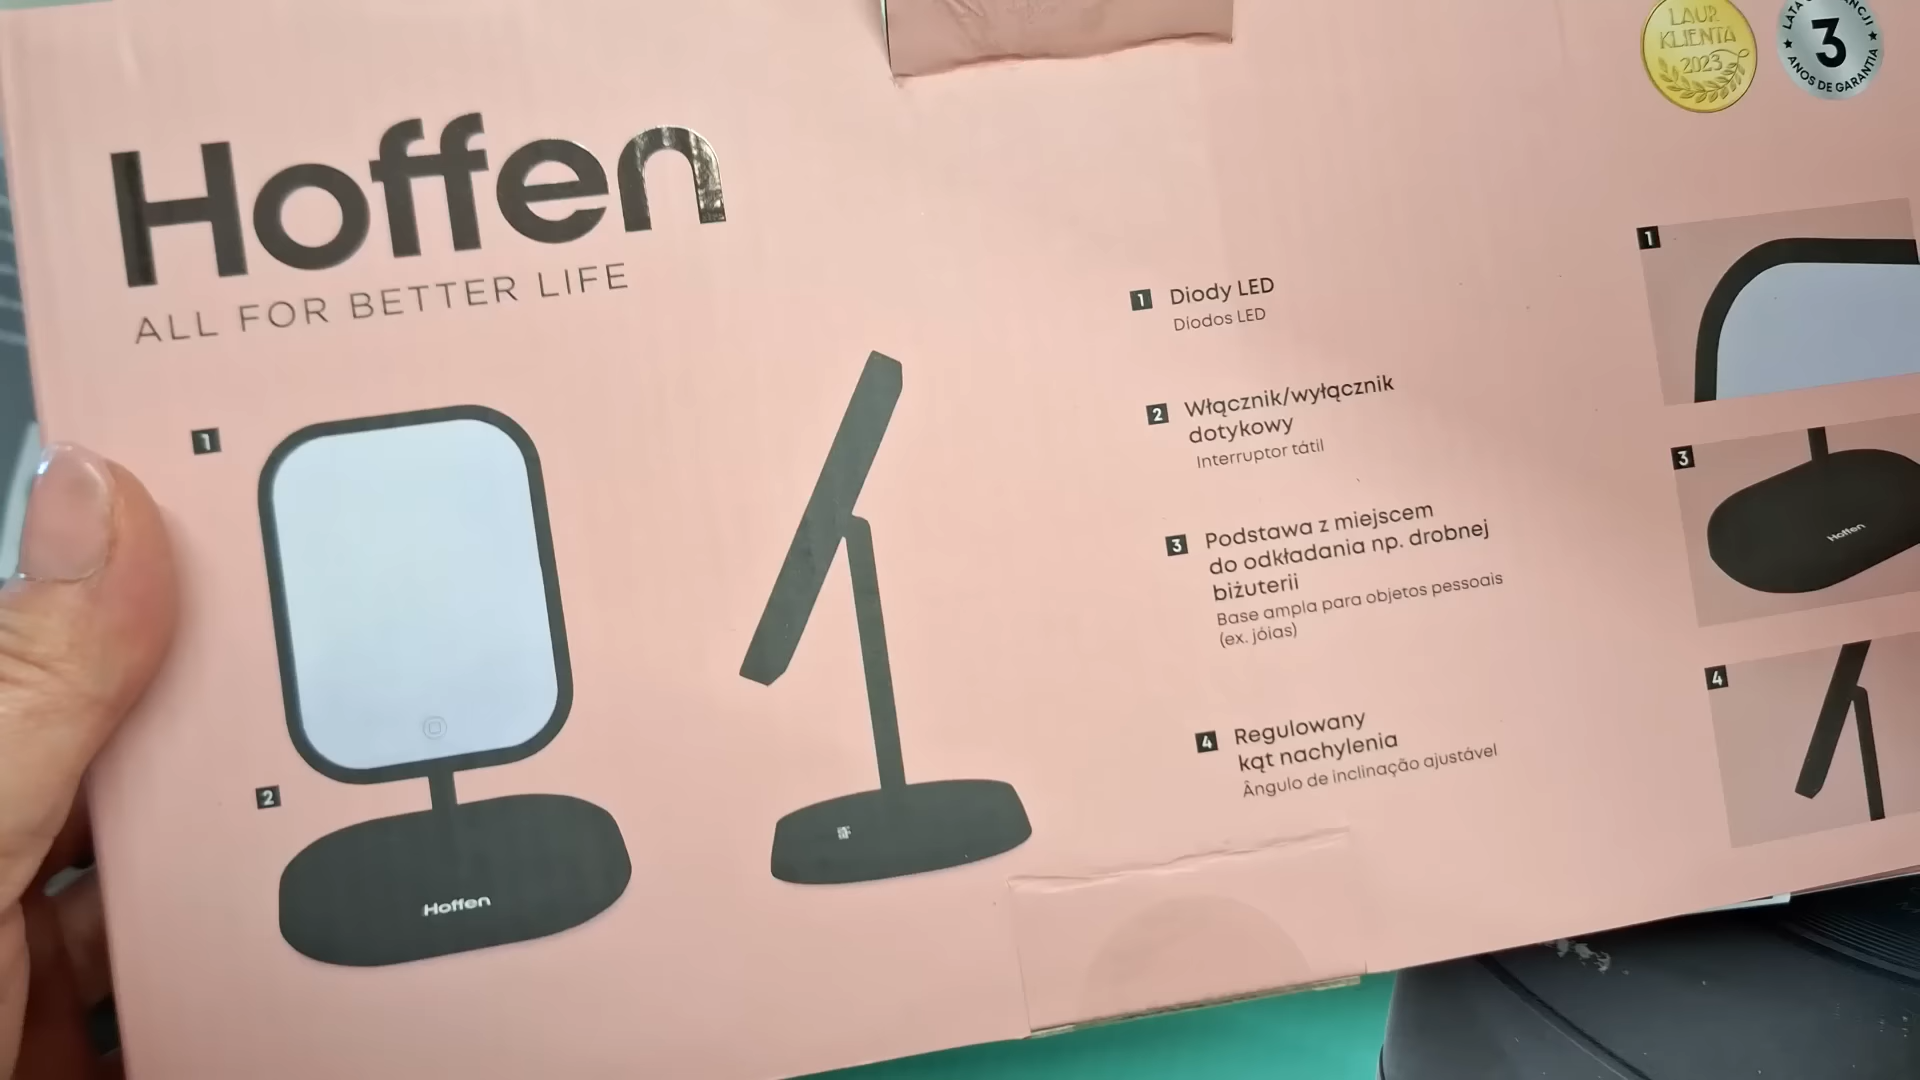 Hoffen
ALL FOR BETTER LIFE
LAUR
KLIENTA
2023
3
ANOS DE GARANTIA
1
2
Hoffen
1 Diody LED
Díodos LED
2 Włącznik/wyłącznik
dotykowy
Interruptor tátil
3 Podstawa z miejscem
do odkładania np. drobnej
biżuterii
Base ampla para objetos pessoais
(ex. jóias)
4 Regulowany
kąt nachylenia
Ângulo de inclinação ajustável
1
3
Hoffen
4